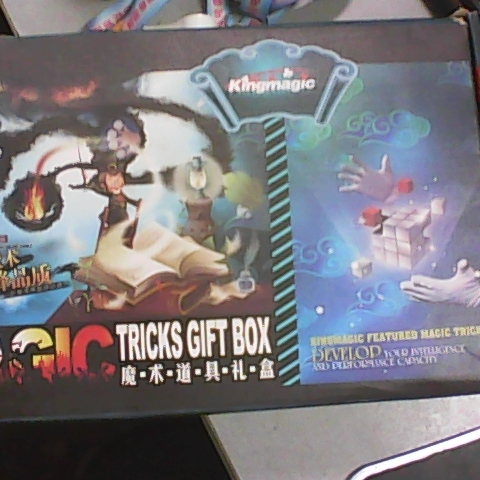 Kingmagic
术
GIC TRICKS GIFT BOX
魔·术·道·具·礼·盒
KINGMAGIC FEATURED MAGIC TRICK
DEVELOP YOUR INTELLIGENCE
AND PERFORMANCE CAPACITY